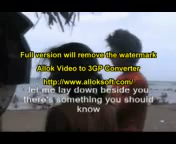 Full version will remove the watermark
Allok Video to 3GP Converter
http://www.alloksoft.com/
let me lay down beside you
there's something you should
know